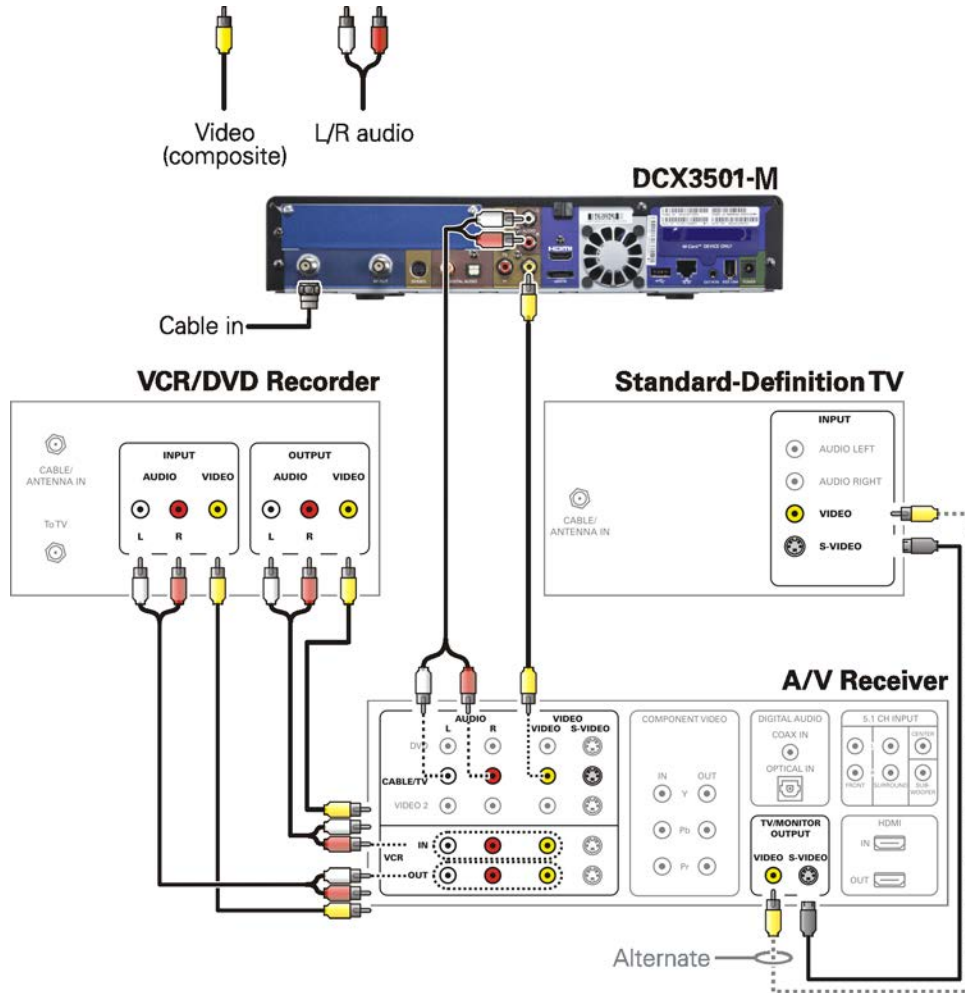 Video
(composite)
L/R audio
DCX3501-M
HDMI
M-Card™ DEVICE ONLY
Cable in
VCR/DVD Recorder
Standard-Definition TV
CABLE/
ANTENNA IN
To TV
INPUT
AUDIO VIDEO
L R
OUTPUT
AUDIO VIDEO
L R
CABLE/
ANTENNA IN
INPUT
AUDIO LEFT
AUDIO RIGHT
VIDEO
S-VIDEO
A/V Receiver
AUDIO VIDEO
L R VIDEO S-VIDEO
DVD
CABLE/TV
VIDEO 2
VCR
IN
OUT
COMPONENT VIDEO
IN OUT
Y
Pb
Pr
DIGITAL AUDIO
COAX IN
OPTICAL IN
5.1 CH INPUT
CENTER
FRONT SURROUND SUB-
WOOFER
TV/MONITOR
OUTPUT
VIDEO S-VIDEO
HDMI
IN
OUT
Alternate